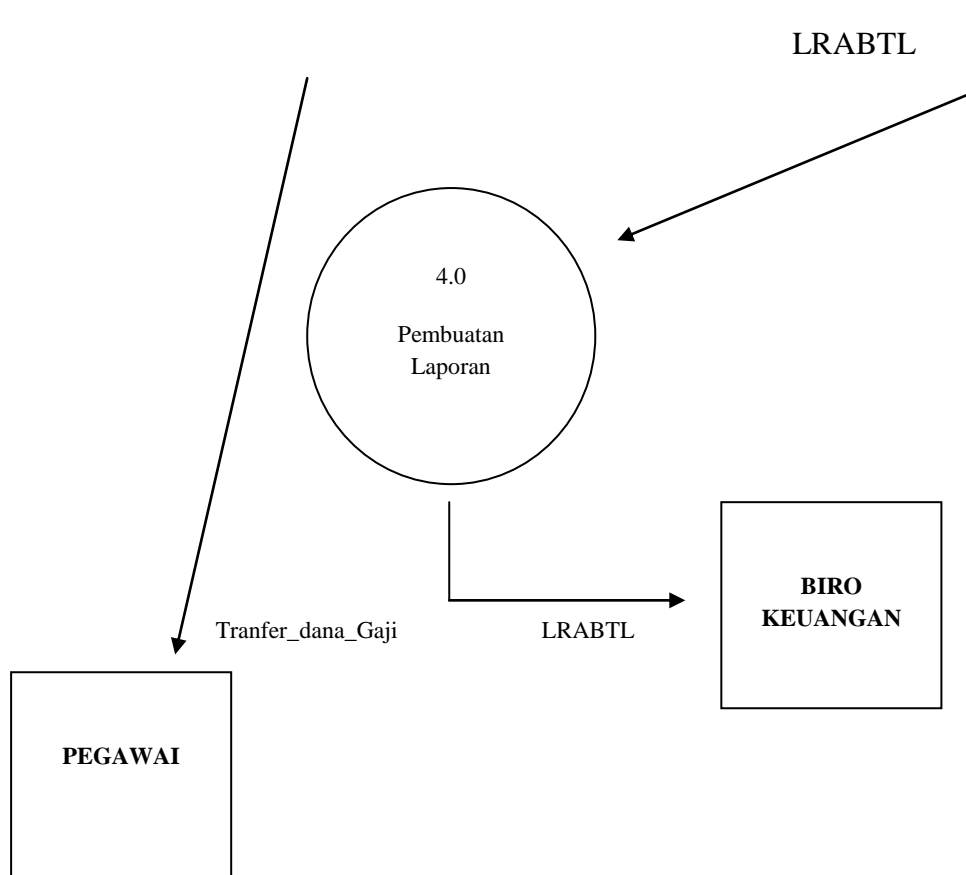 LRABTL
4.0
Pembuatan
Laporan
BIRO
KEUANGAN
Tranfer_dana_Gaji
LRABTL
PEGAWAI